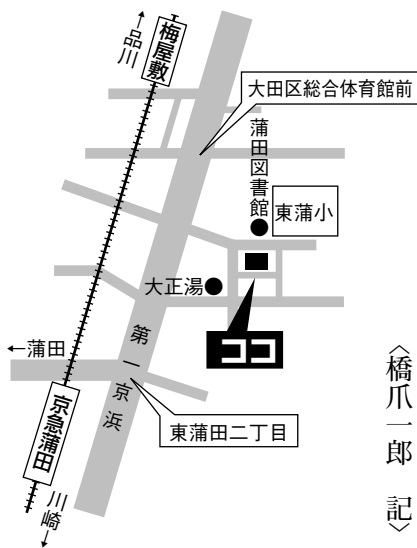 ←品川
梅屋敷
大田区総合体育館前
蒲田図書館
東蒲小
大正湯
ココ
←蒲田
第一京浜
東蒲田二丁目
京急蒲田
川崎→
〈橋爪一郎 記〉